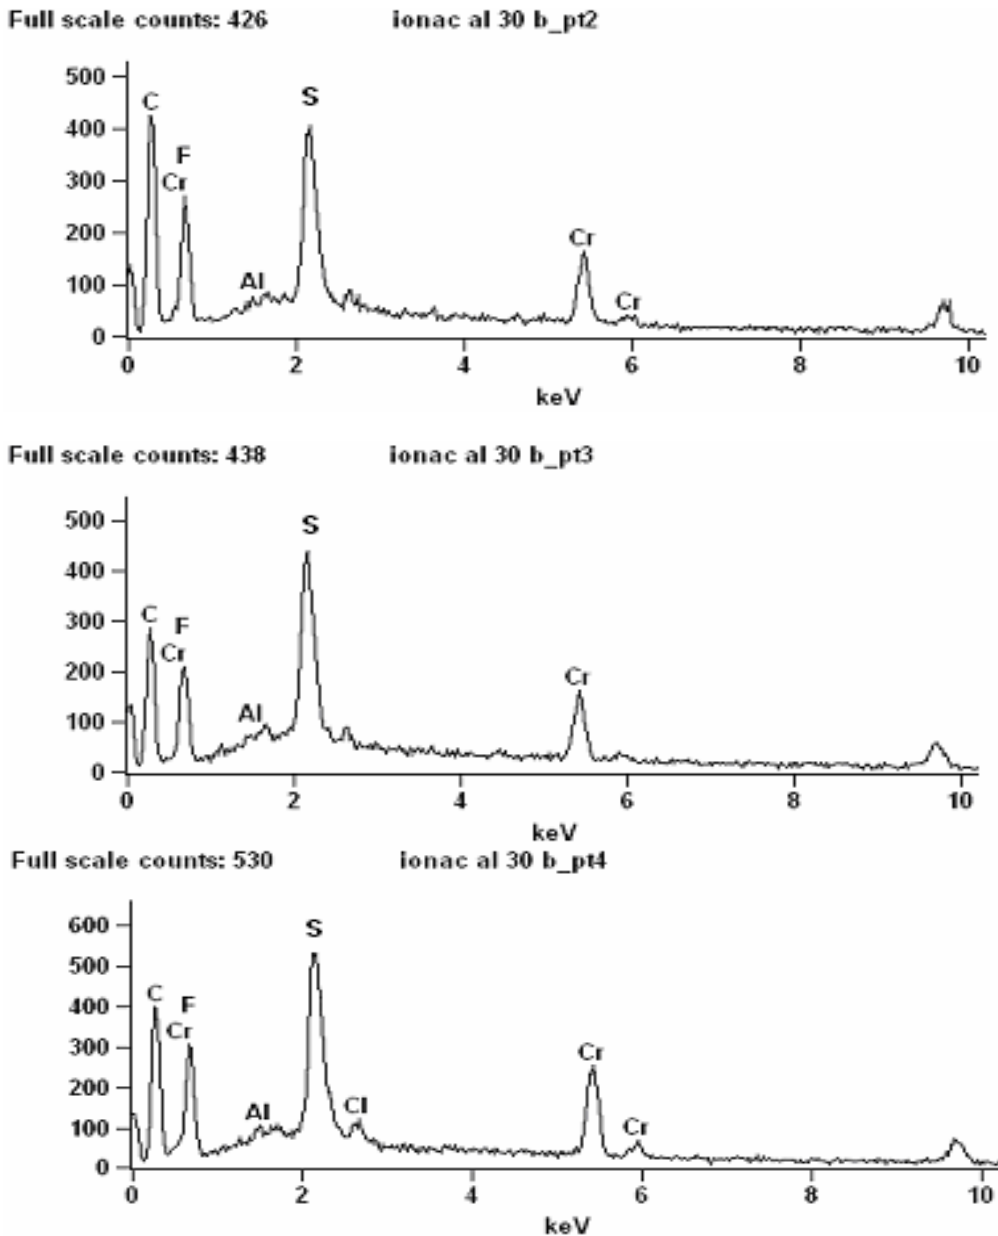 Full scale counts: 426 ionac al 30 b_pt2
500
400
300
200
100
0
C
F
Cr
Al
S
Cr
Cr
0 2 4 6 8 10
keV
Full scale counts: 438 ionac al 30 b_pt3
500
400
300
200
100
0
C
F
Cr
Al
S
Cr
0 2 4 6 8 10
keV
Full scale counts: 530 ionac al 30 b_pt4
600
500
400
300
200
100
0
C
F
Cr
Al
S
Cl
Cr
Cr
0 2 4 6 8 10
keV